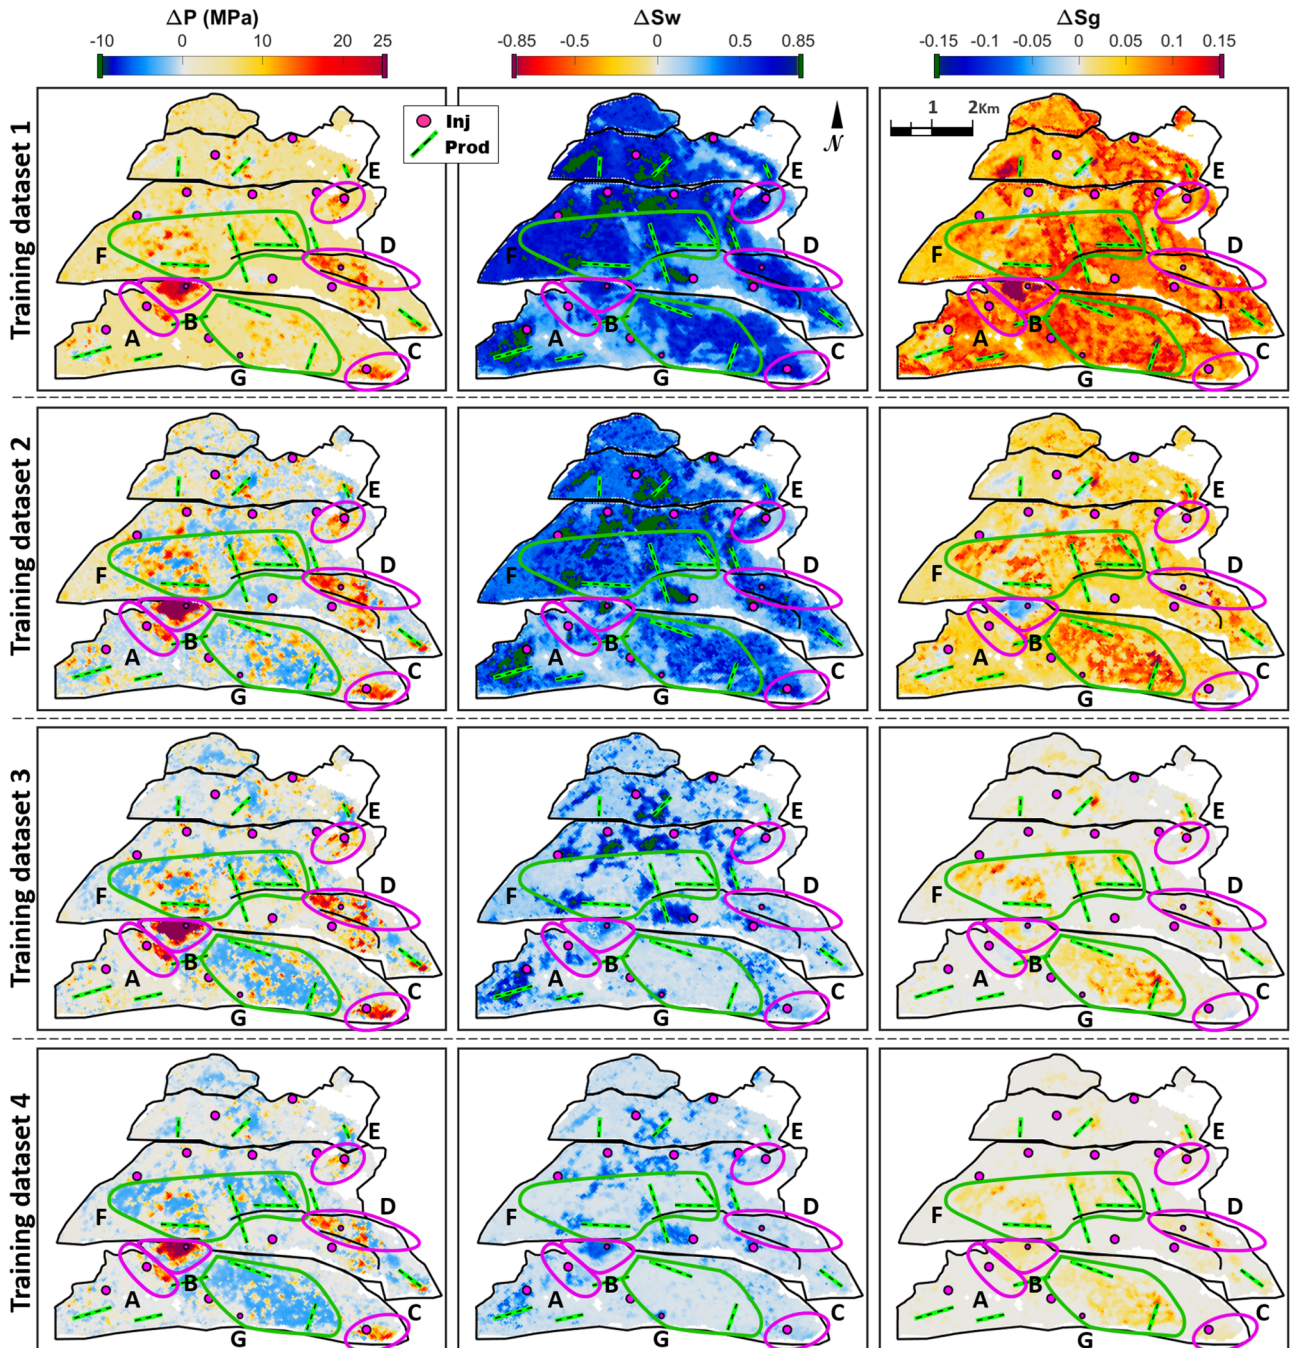 ΔP (MPa)
ΔSw
ΔSg
-10 0 10 20 25
-0.85 -0.5 0 0.5 0.85
-0.15 -0.1 -0.05 0 0.05 0.1 0.15
Training dataset 1
Inj
Prod
N
1 2Km
E
D
F
A
B
C
G
E
D
F
A
B
C
G
E
D
F
A
B
C
G
Training dataset 2
E
D
F
A
B
C
G
E
D
F
A
B
C
G
E
D
F
A
B
C
G
Training dataset 3
E
D
F
A
B
C
G
E
D
F
A
B
C
G
E
D
F
A
B
C
G
Training dataset 4
E
D
F
A
B
C
G
E
D
F
A
B
C
G
E
D
F
A
B
C
G